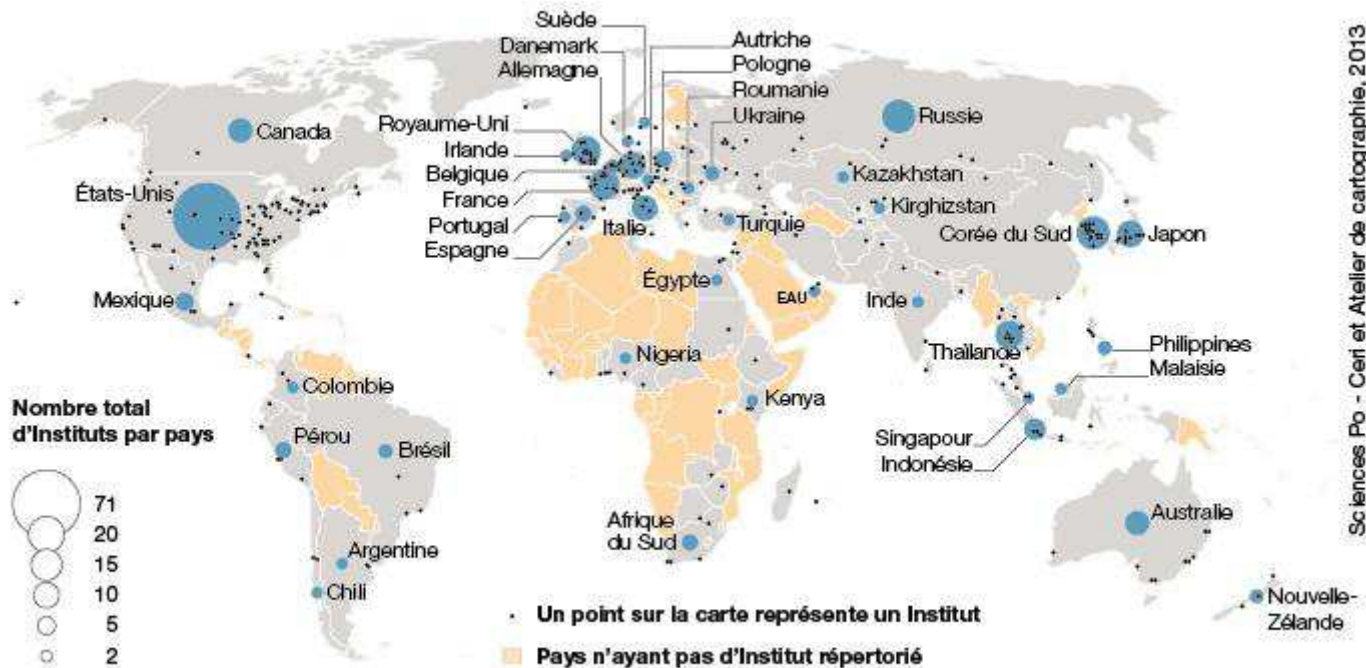 Suède
Danemark
Allemagne
Autriche
Pologne
Roumanie
Ukraine
Royaume-Uni
Irlande
Belgique
France
Portugal
Espagne
Italie
Turquie
Canada
États-Unis
Mexique
Russie
Kazakhstan
Kirghizstan
Corée du Sud
Japon
Égypte
EAU
Inde
Nigeria
Kenya
Thaïlande
Philippines
Malaisie
Singapour
Indonésie
Colombie
Pérou
Brésil
Argentine
Chili
Afrique
du Sud
Australie
Nouvelle-
Zélande
Nombre total
d'Instituts par pays
71
20
15
10
5
2
Un point sur la carte représente un Institut
Pays n'ayant pas d'Institut répertorié
Sciences Po - Ceri et Atelier de cartographie, 2013